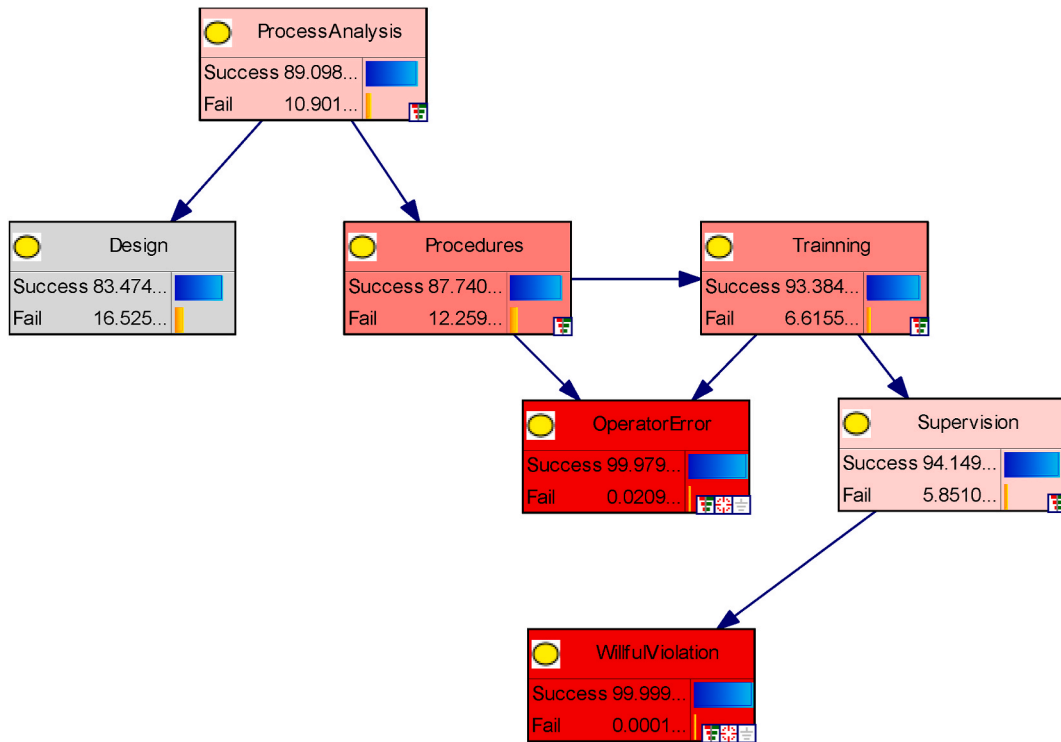 ProcessAnalysis
Success 89.098...
Fail 10.901...
Design
Success 83.474...
Fail 16.525...
Procedures
Success 87.740...
Fail 12.259...
Trainning
Success 93.384...
Fail 6.6155...
OperatorError
Success 99.979...
Fail 0.0209...
Supervision
Success 94.149...
Fail 5.8510...
WillfulViolation
Success 99.999...
Fail 0.0001...